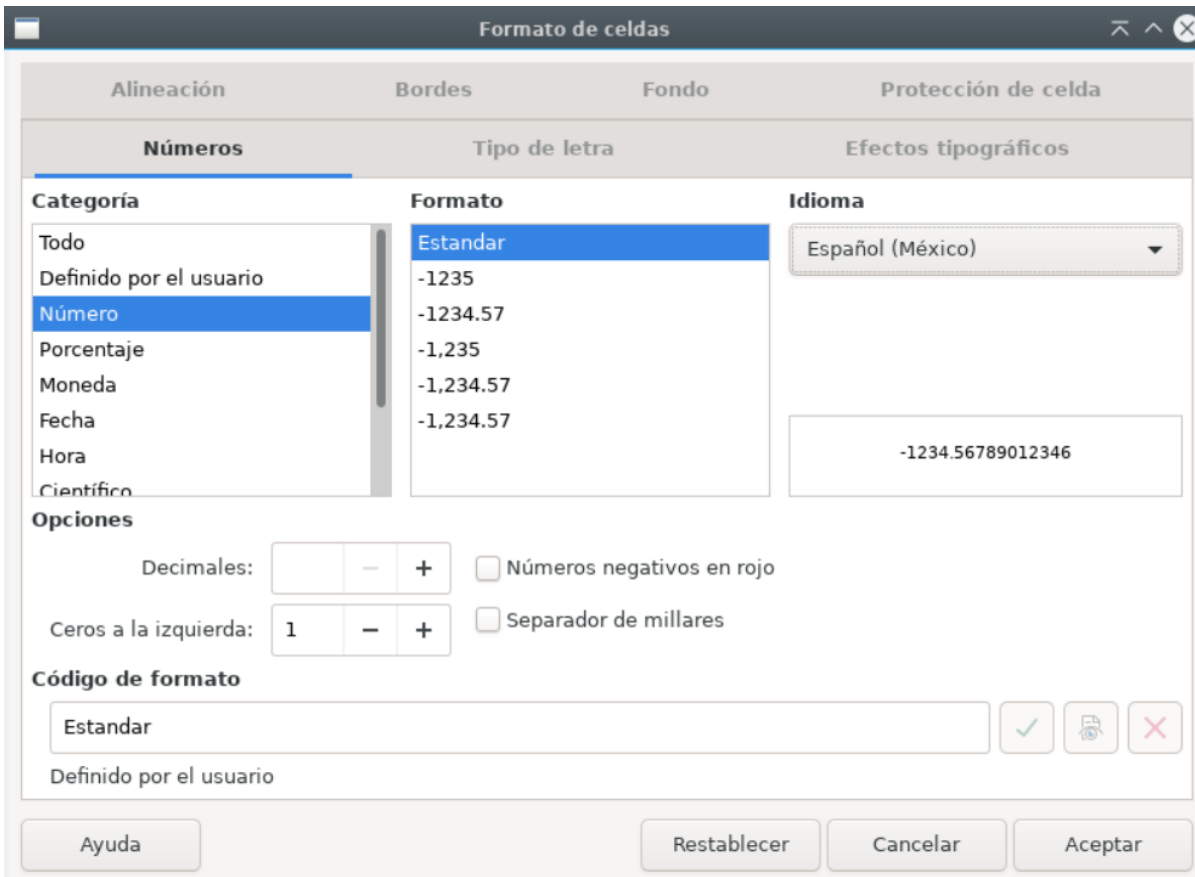 Formato de celdas
Alineación Bordes Fondo Protección de celda
Números Tipo de letra Efectos tipográficos
Categoría
Todo
Definido por el usuario
Número
Porcentaje
Moneda
Fecha
Hora
Científico
Formato
Estandar
-1235
-1234.57
-1,235
-1,234.57
-1,234.57
Idioma
Español (México)
-1234.56789012346
Opciones
Decimales: − +
Números negativos en rojo
Ceros a la izquierda: 1 − +
Separador de millares
Código de formato
Estandar
Definido por el usuario
Ayuda Restablecer Cancelar Aceptar